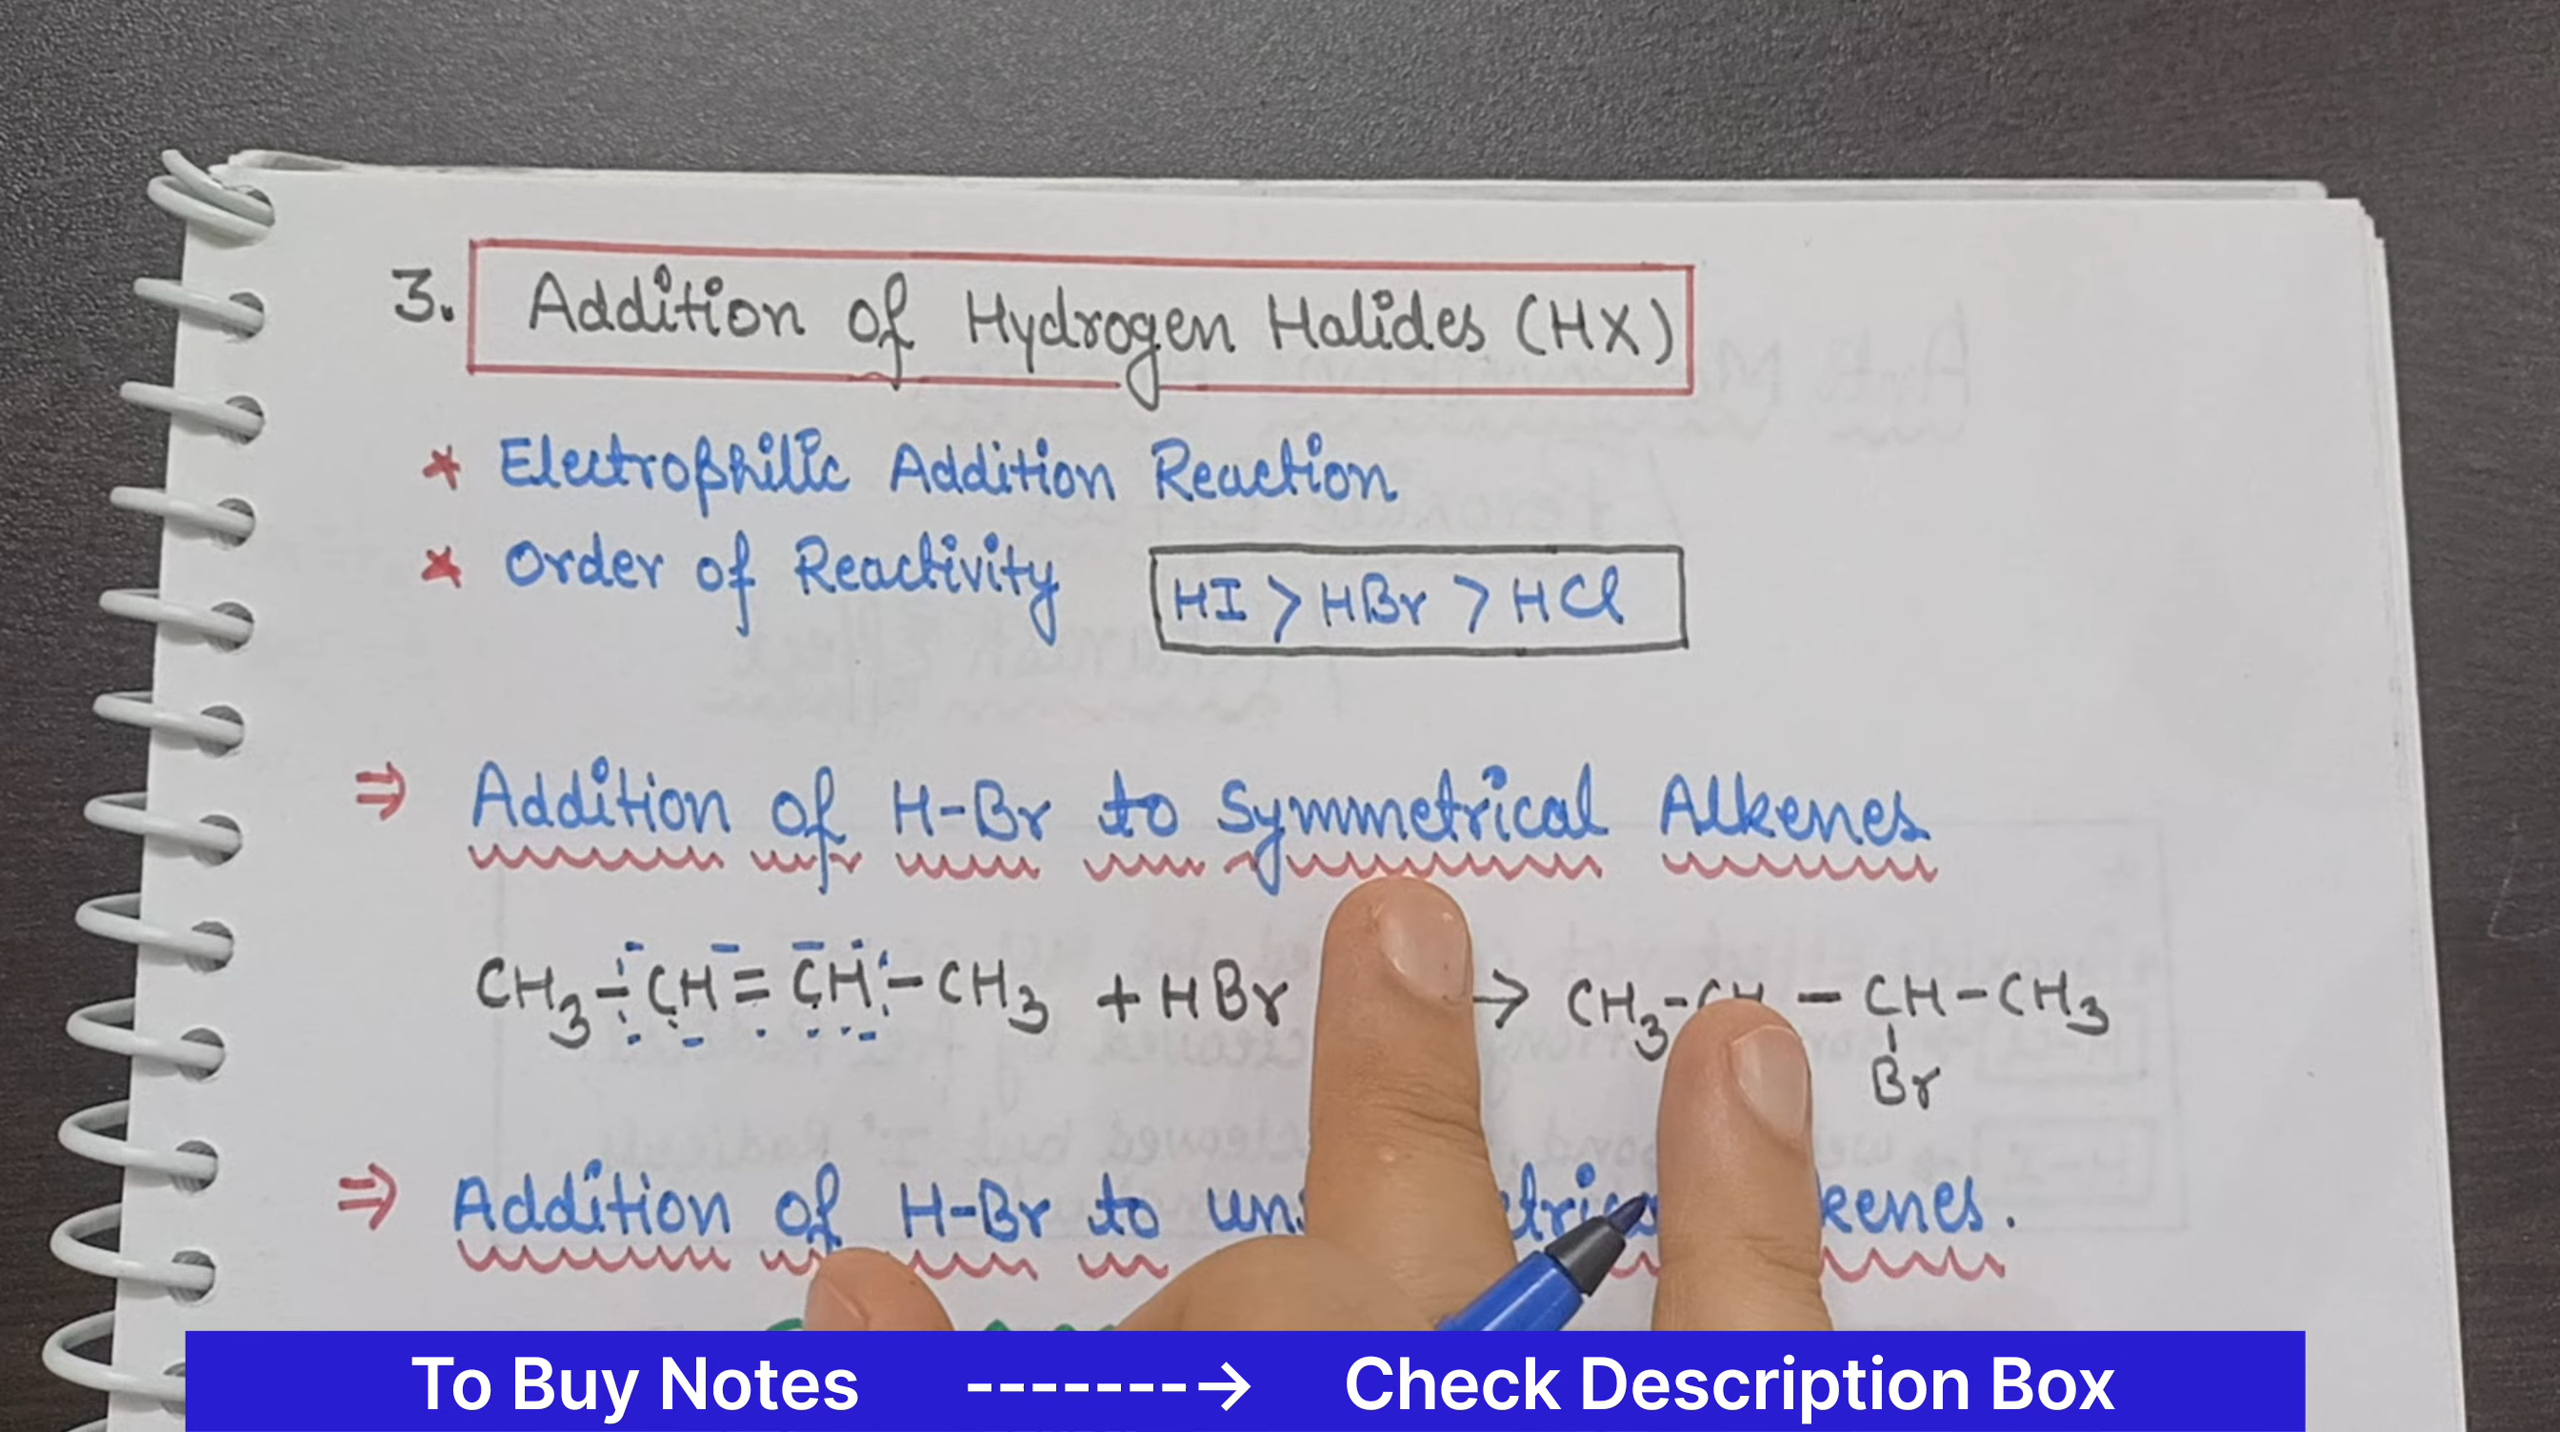 3. Addition of Hydrogen Halides (HX)
* Electrophilic Addition Reaction
* Order of Reactivity HI > HBr > HCl
⇒ Addition of H-Br to Symmetrical Alkenes
CH3-CH=CH-CH3 + HBr → CH3-CH-CH-CH3
Br
⇒ Addition of H-Br to
To Buy Notes -------→ Check Description Box